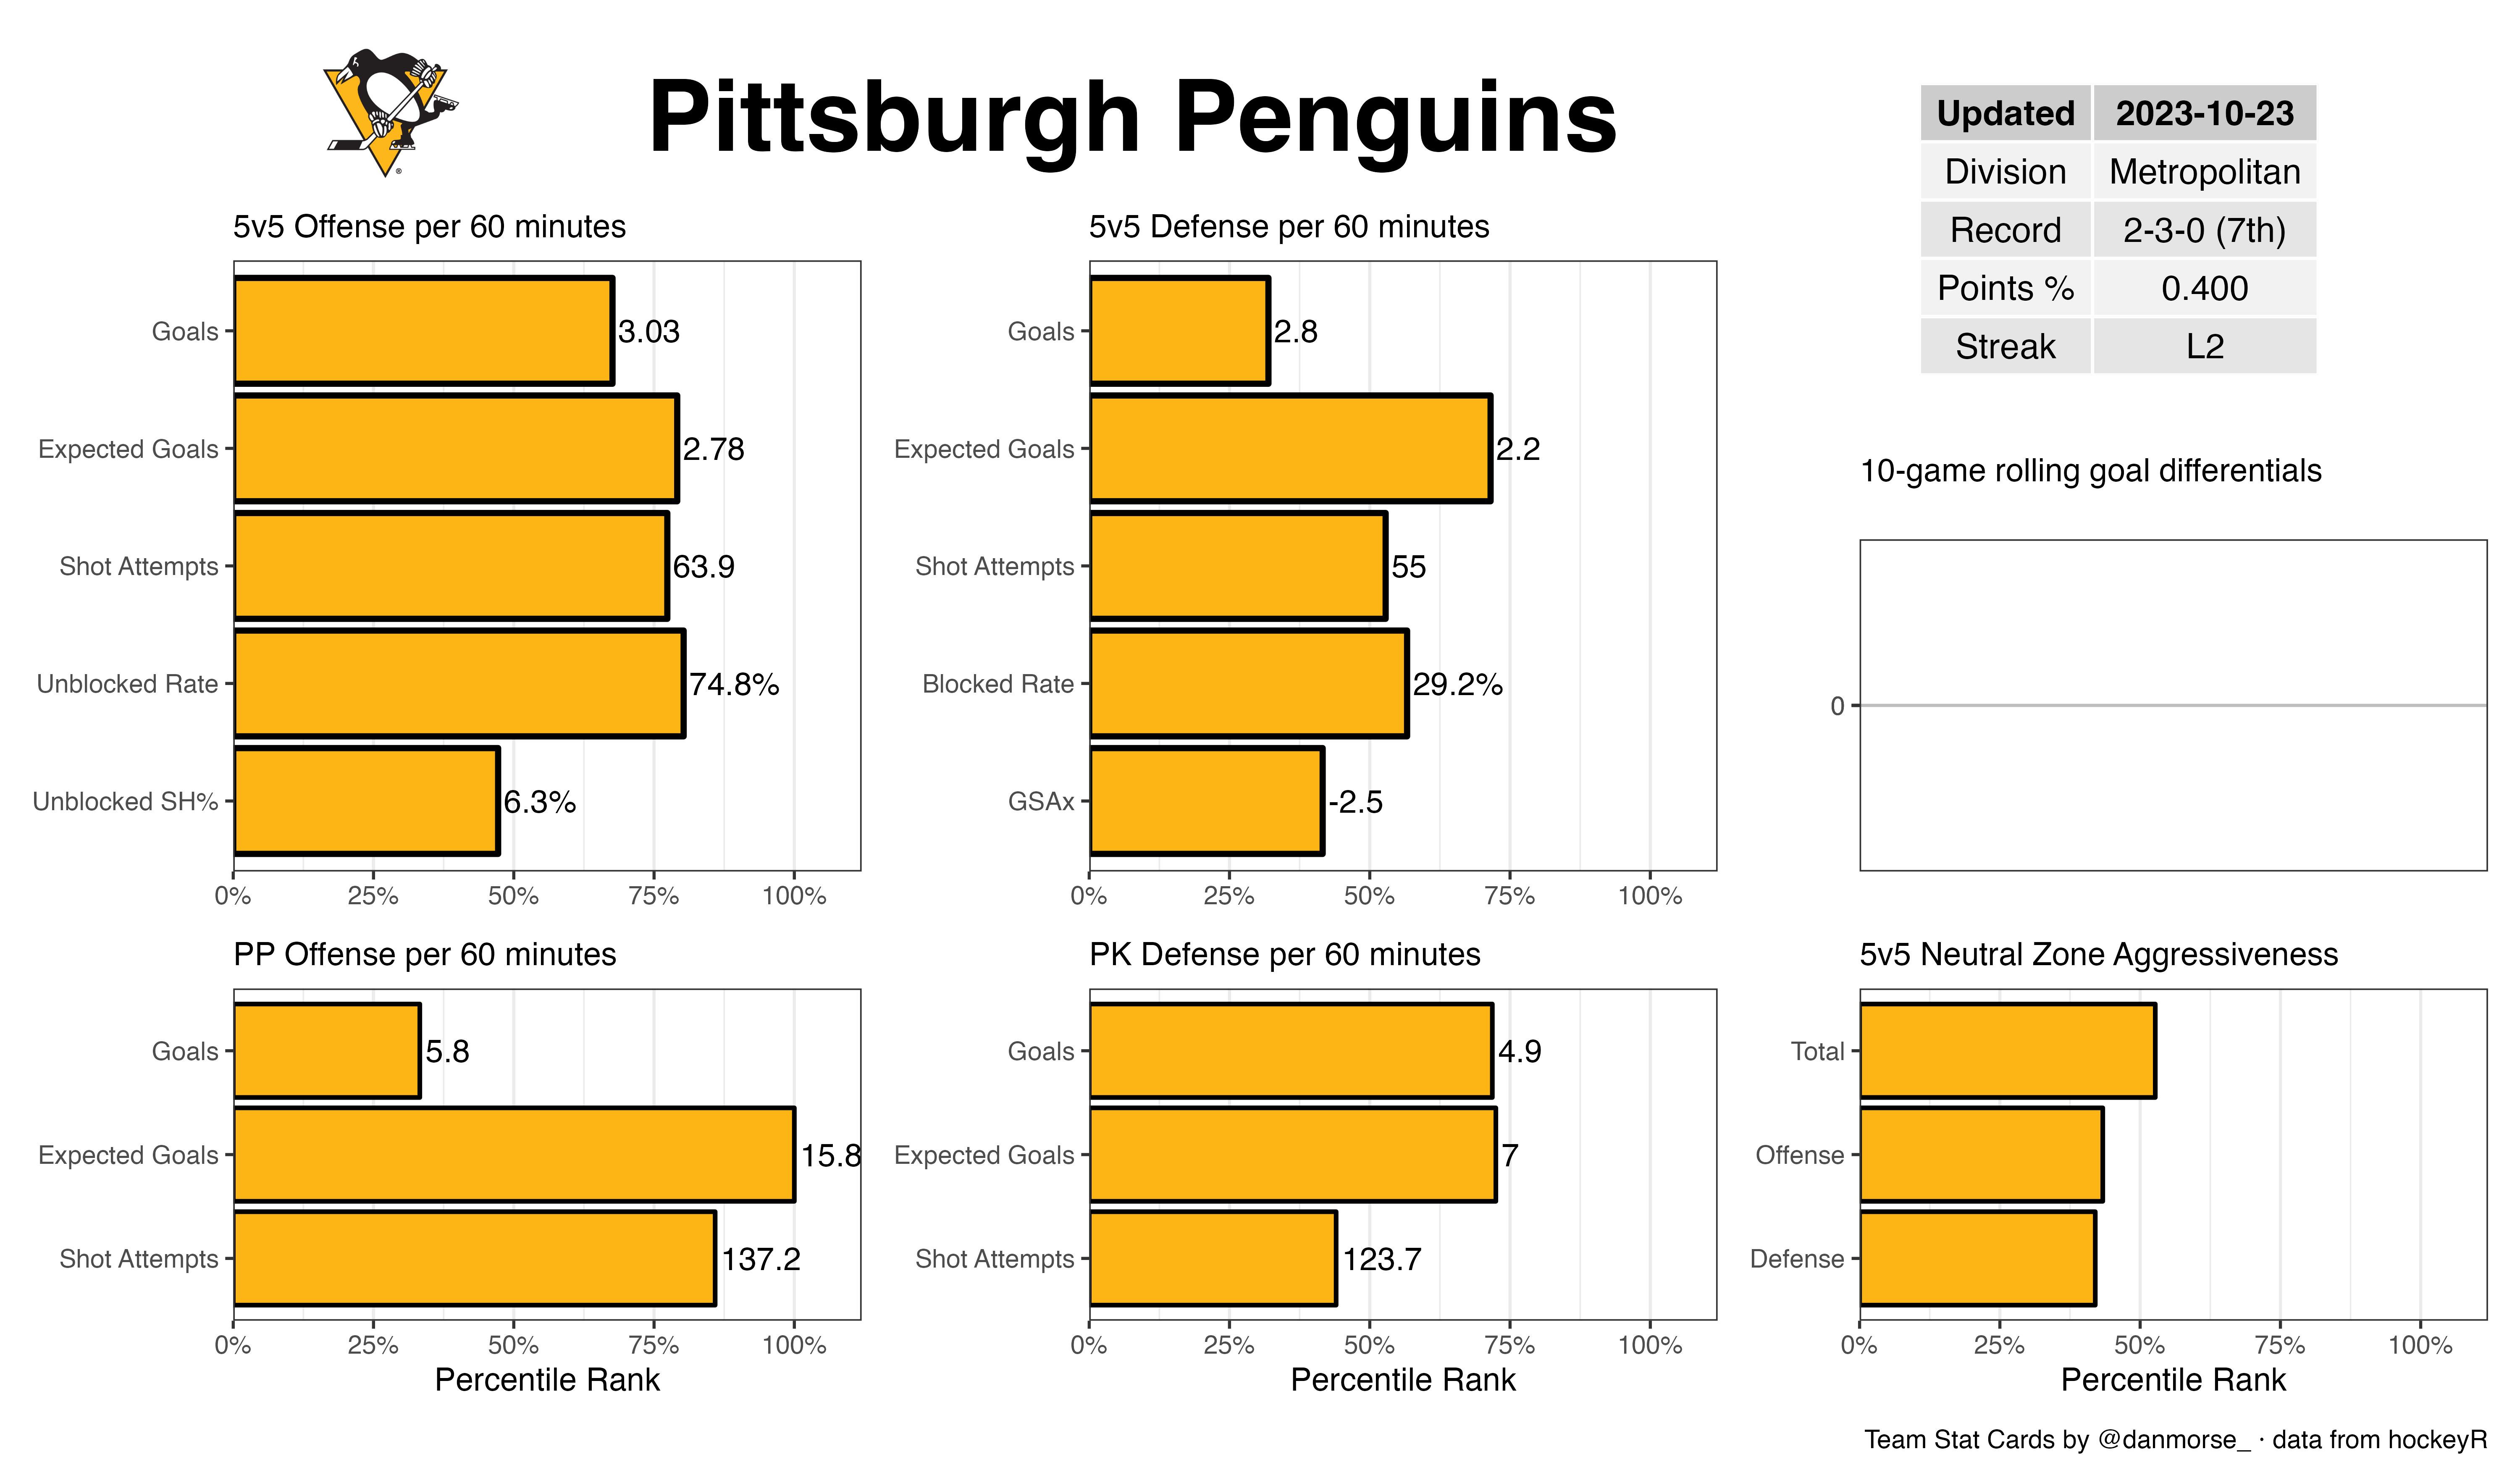 Pittsburgh Penguins
Updated 2023-10-23
Division Metropolitan
Record 2-3-0 (7th)
Points % 0.400
Streak L2
5v5 Offense per 60 minutes
Goals 3.03
Expected Goals 2.78
Shot Attempts 63.9
Unblocked Rate 74.8%
Unblocked SH% 6.3%
0% 25% 50% 75% 100%
5v5 Defense per 60 minutes
Goals 2.8
Expected Goals 2.2
Shot Attempts 55
Blocked Rate 29.2%
GSAx -2.5
0% 25% 50% 75% 100%
10-game rolling goal differentials
0
PP Offense per 60 minutes
Goals 5.8
Expected Goals 15.8
Shot Attempts 137.2
0% 25% 50% 75% 100%
Percentile Rank
PK Defense per 60 minutes
Goals 4.9
Expected Goals 7
Shot Attempts 123.7
0% 25% 50% 75% 100%
Percentile Rank
5v5 Neutral Zone Aggressiveness
Total
Offense
Defense
0% 25% 50% 75% 100%
Percentile Rank
Team Stat Cards by @danmorse_ · data from hockeyR